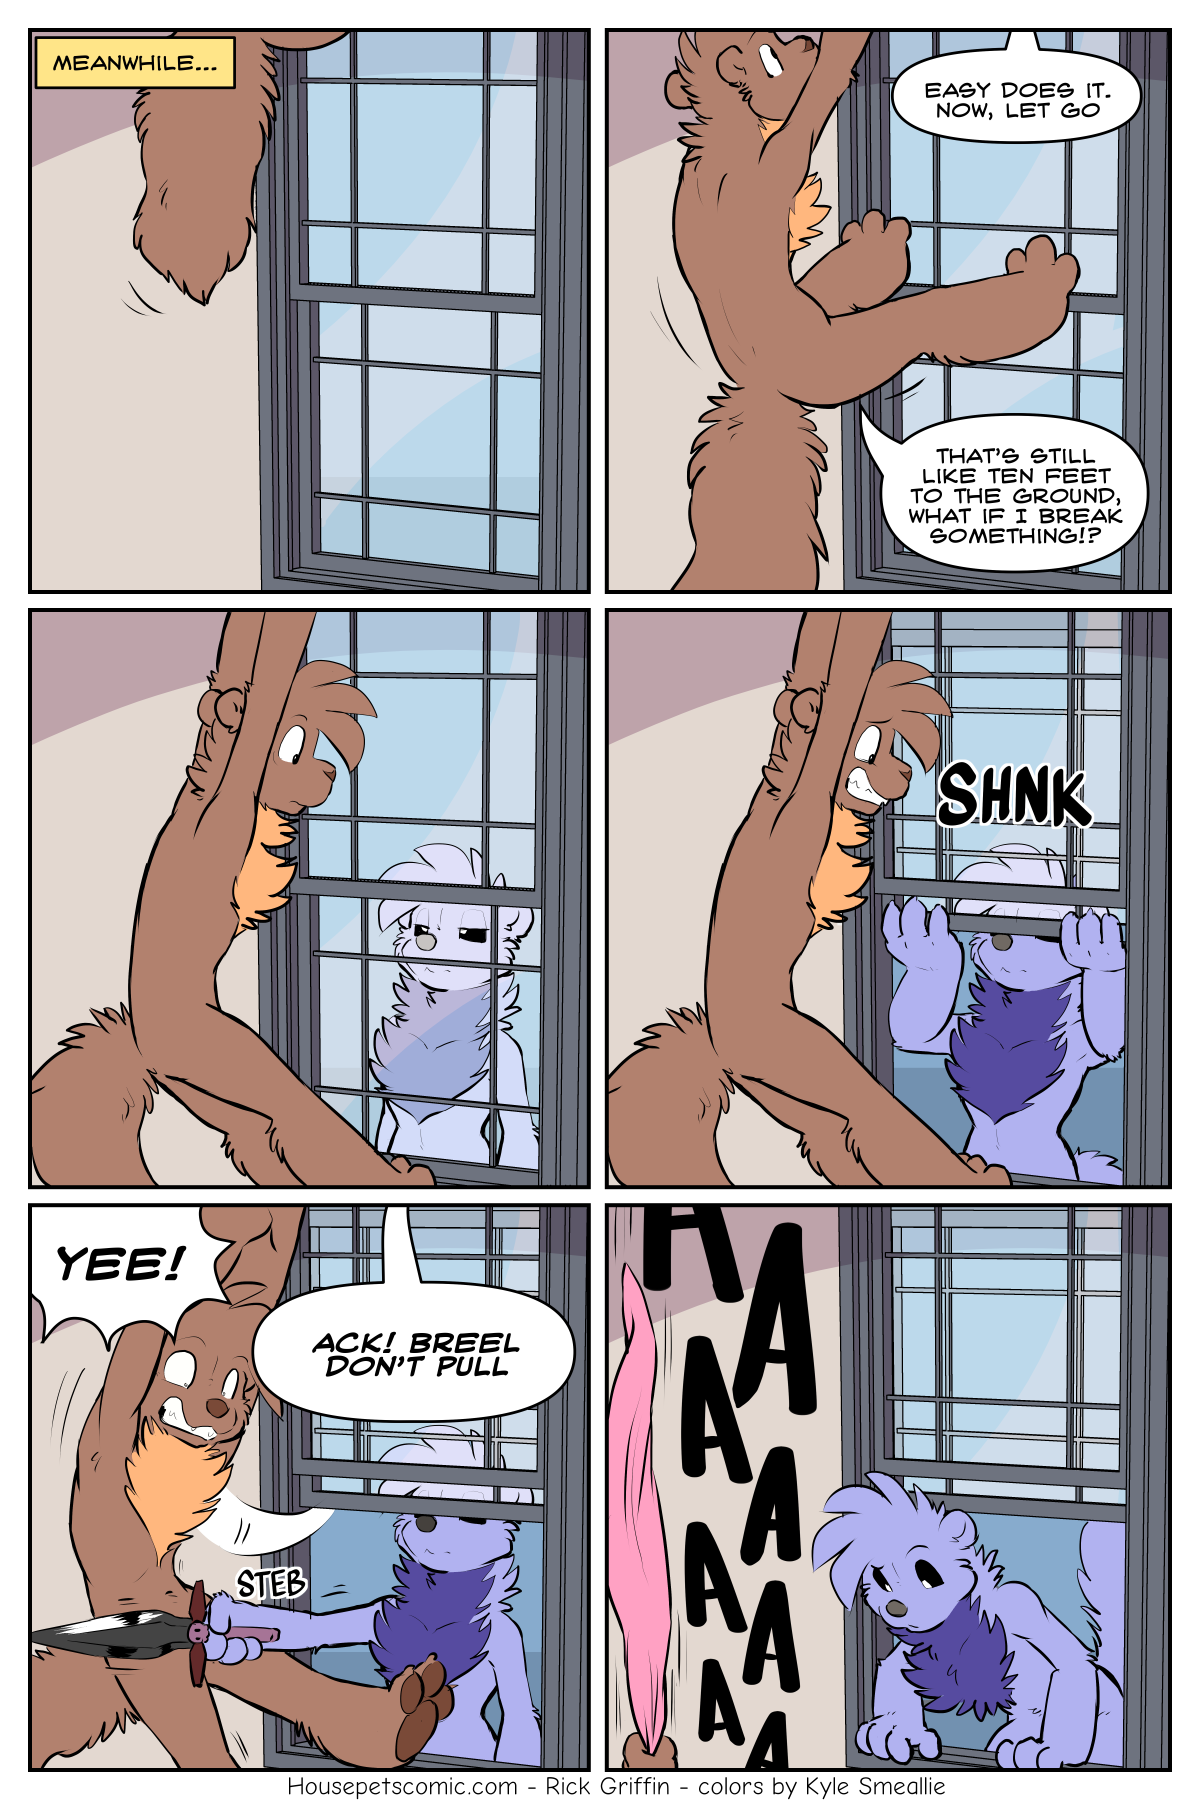 MEANWHILE...
EASY DOES IT.
NOW, LET GO
THAT'S STILL
LIKE TEN FEET
TO THE GROUND,
WHAT IF I BREAK
SOMETHING!?
SHNK
YEE!
ACK! BREEL
DON'T PULL
STEB
A A
A A
A A
A A
Housepetscomic.com - Rick Griffin - colors by Kyle Smeallie